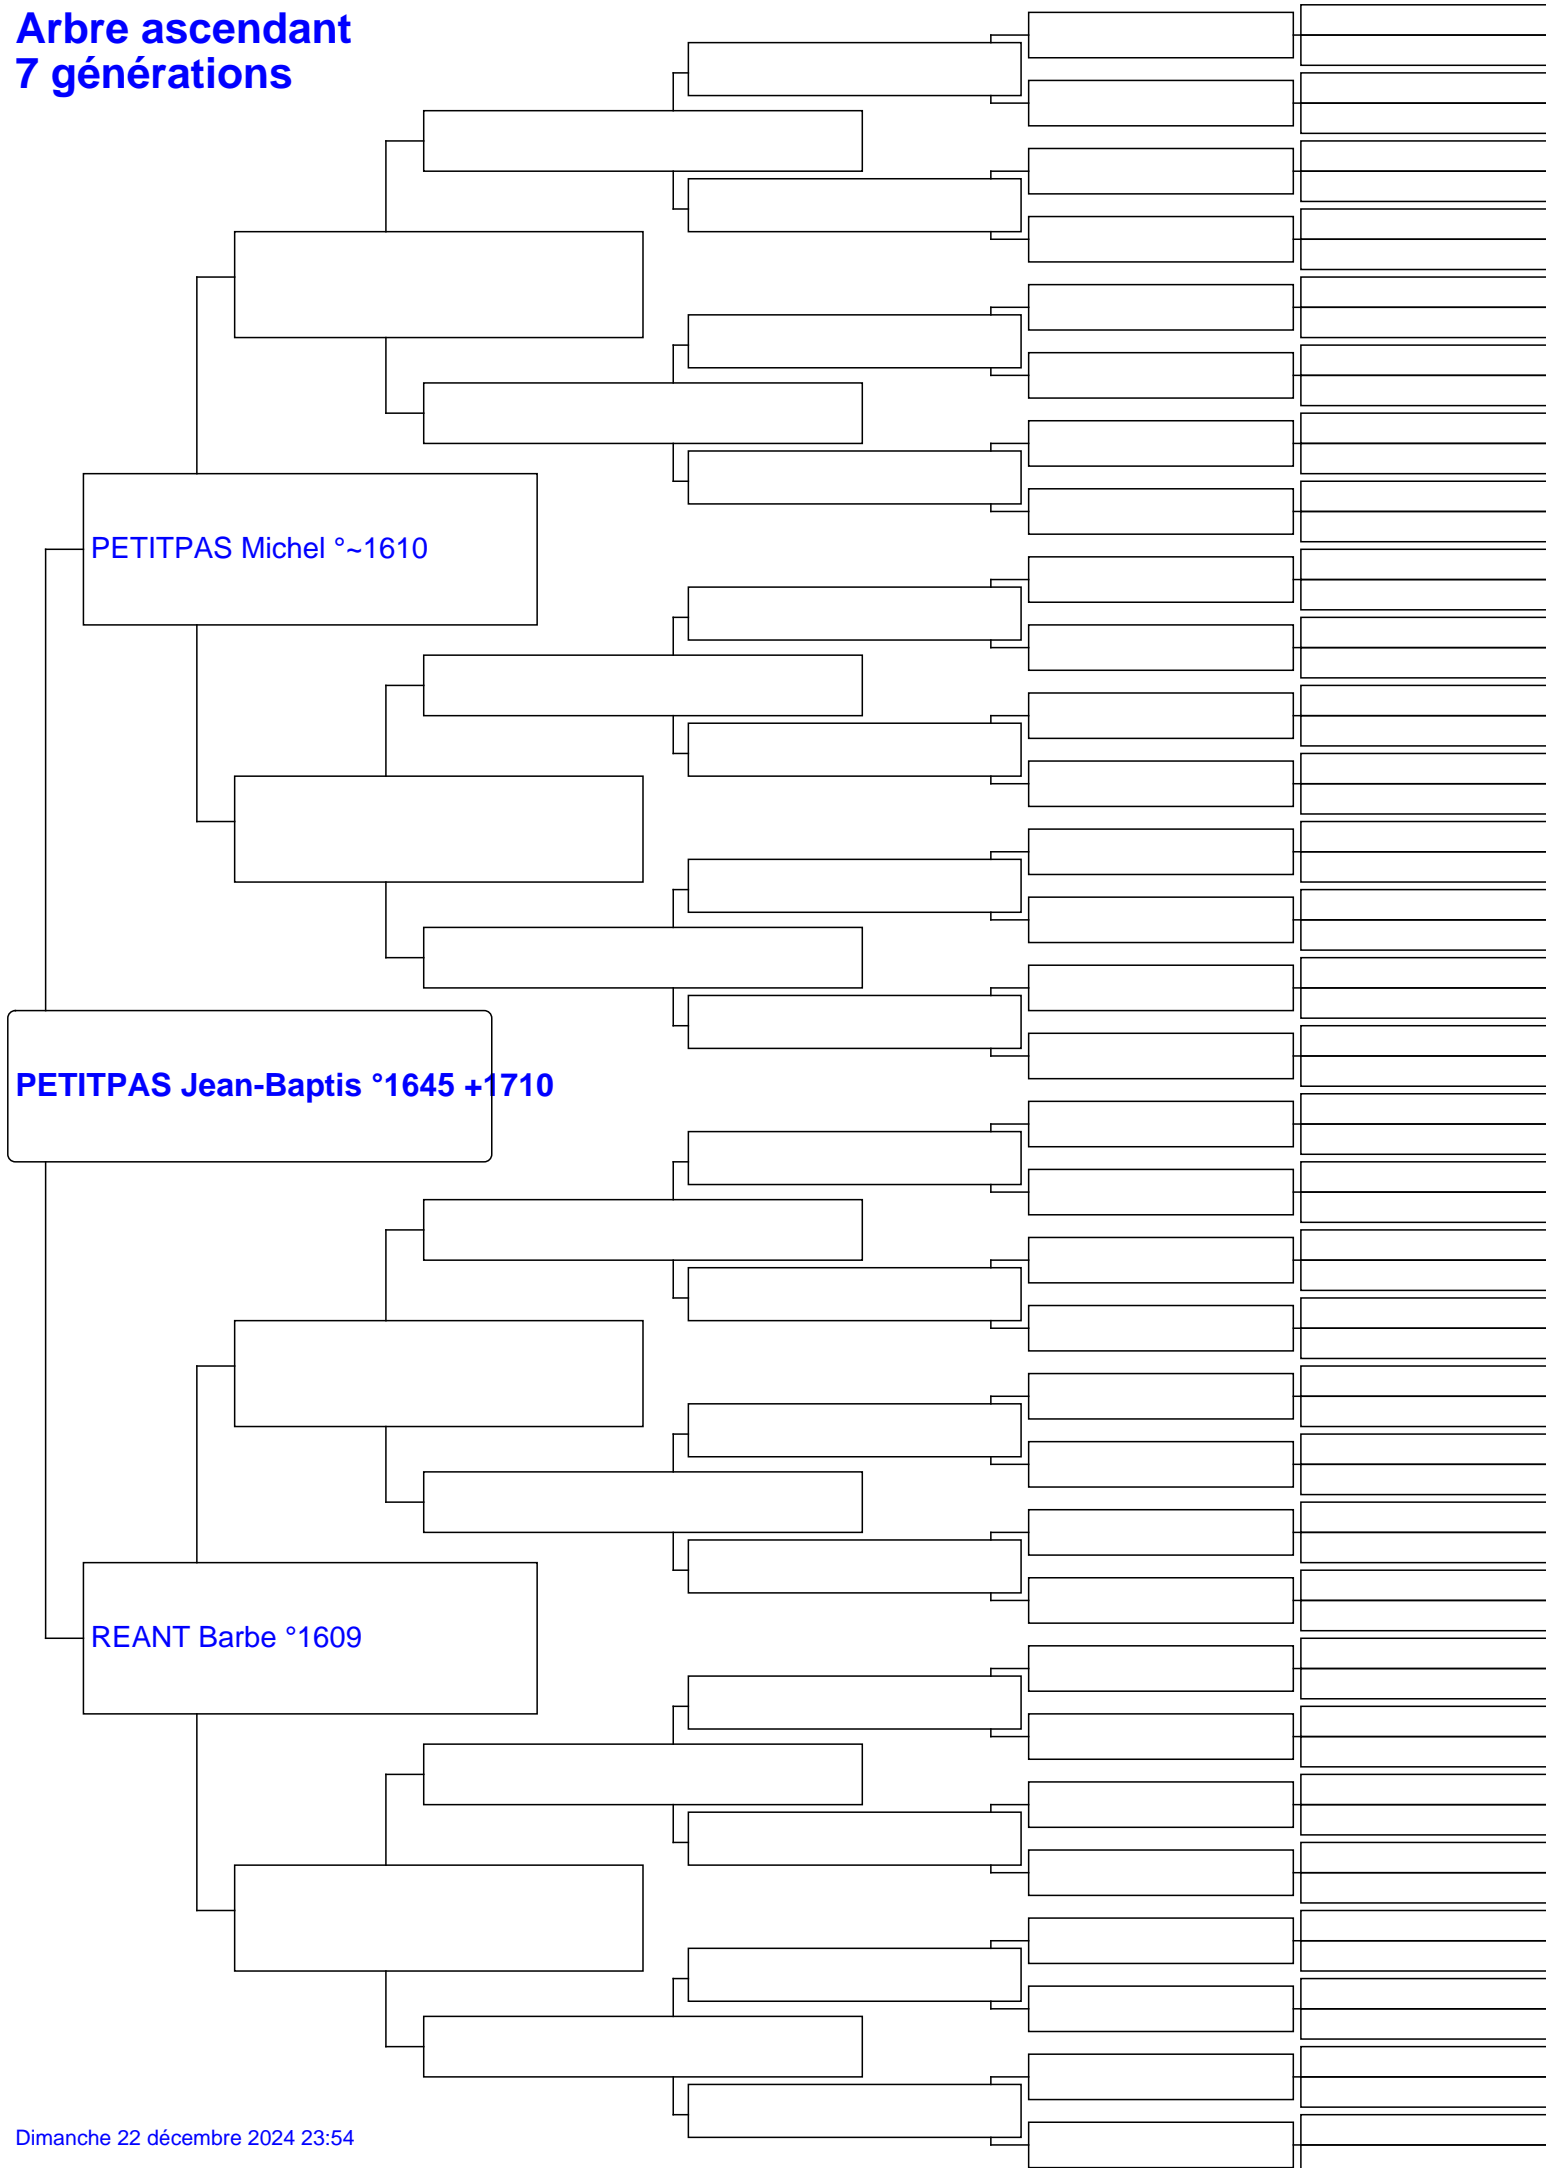 Arbre ascendant
7 générations
PETITPAS Michel °~1610
PETITPAS Jean-Baptis °1645 +1710
REANT Barbe °1609
Dimanche 22 décembre 2024 23:54